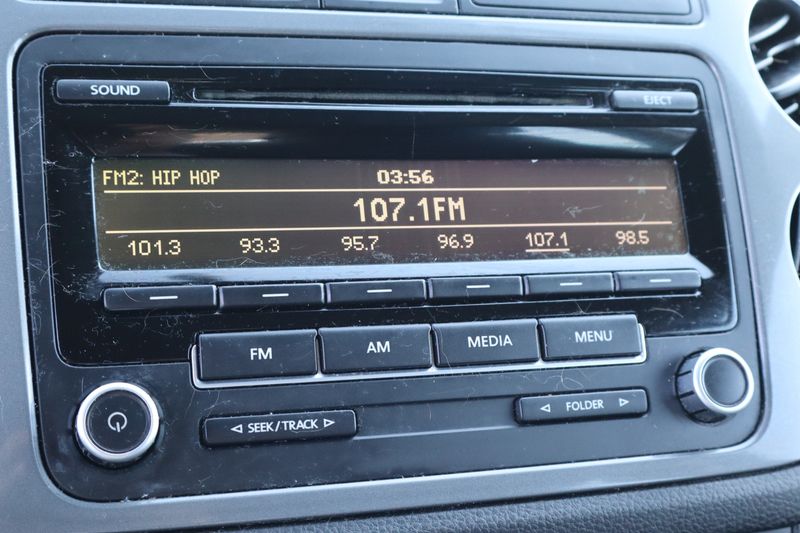 SOUND EJECT
FM2: HIP HOP 03:56
107.1FM
101.3 93.3 95.7 96.9 107.1 98.5
FM AM MEDIA MENU
SEEK/TRACK FOLDER